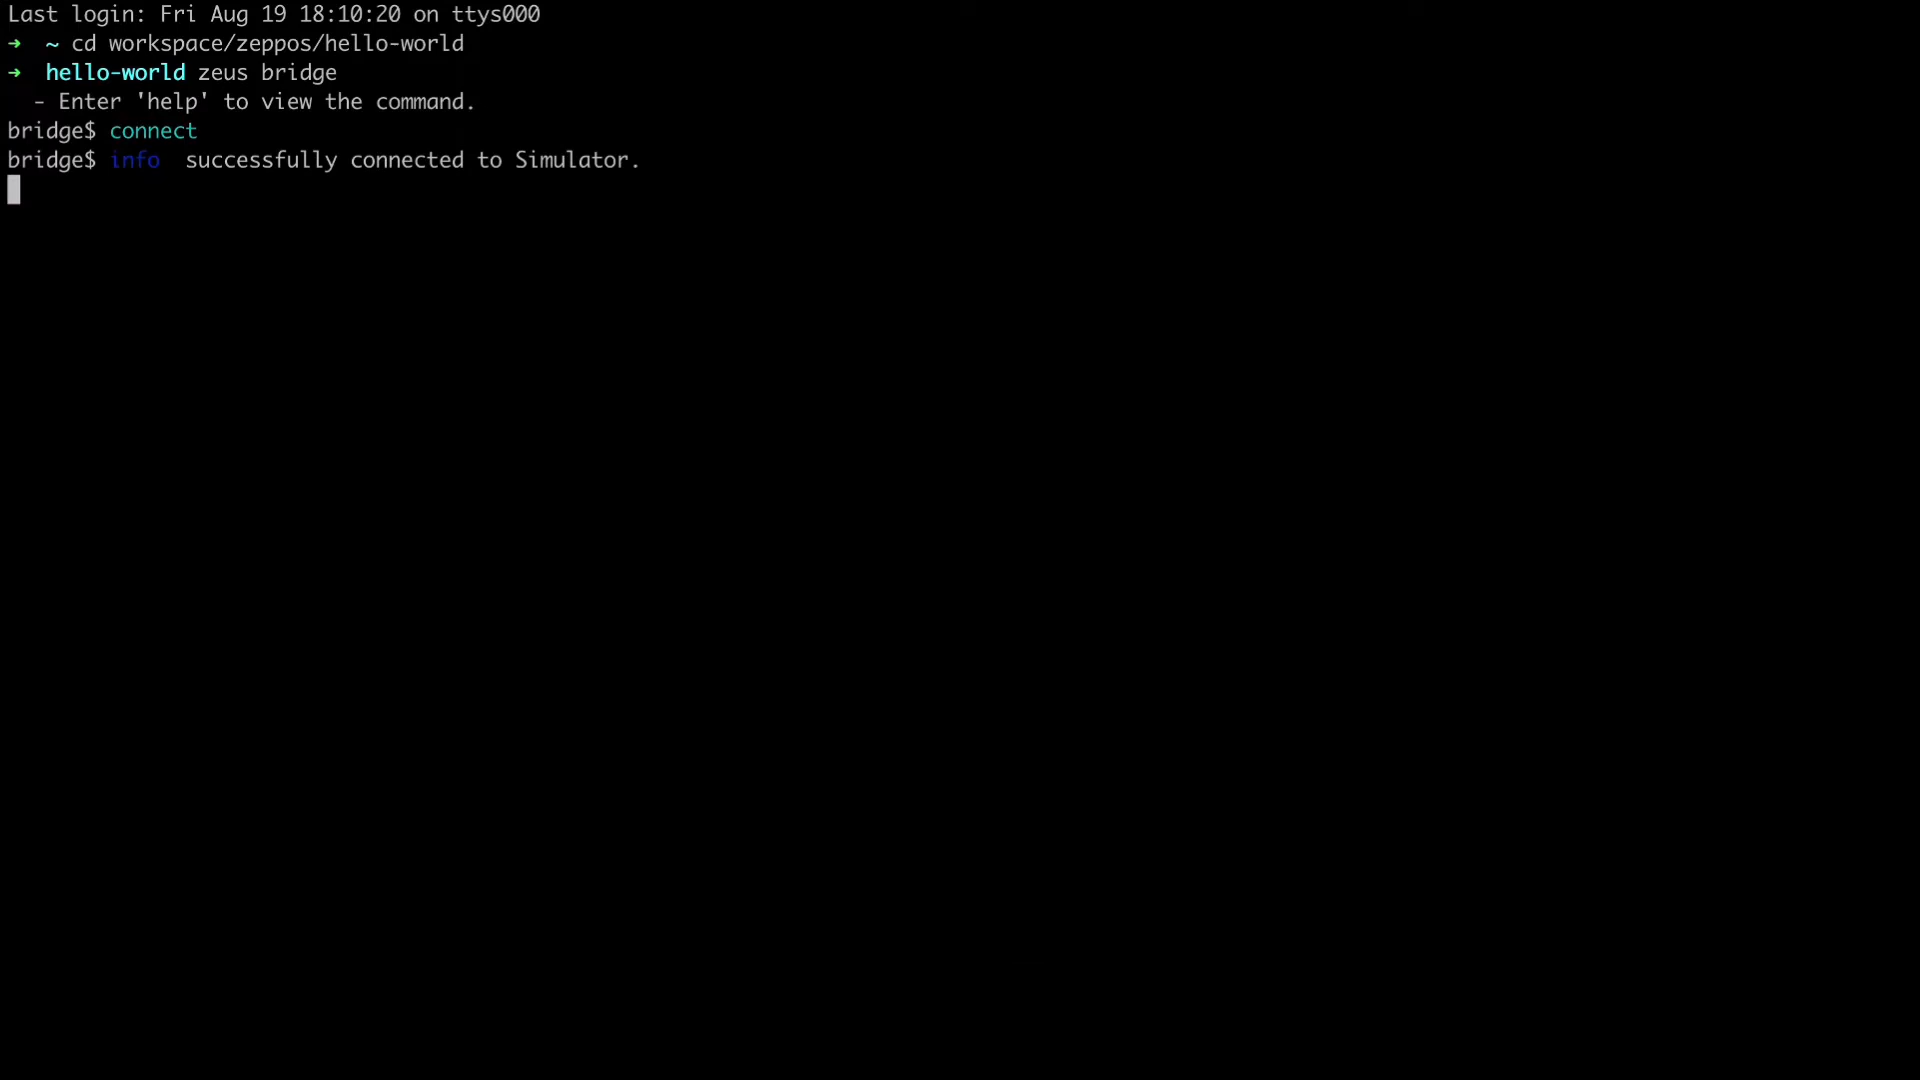 Last login: Fri Aug 19 18:10:20 on ttys000
➜  ~ cd workspace/zeppos/hello-world
➜  hello-world zeus bridge
  - Enter 'help' to view the command.
bridge$ connect
bridge$ info  successfully connected to Simulator.